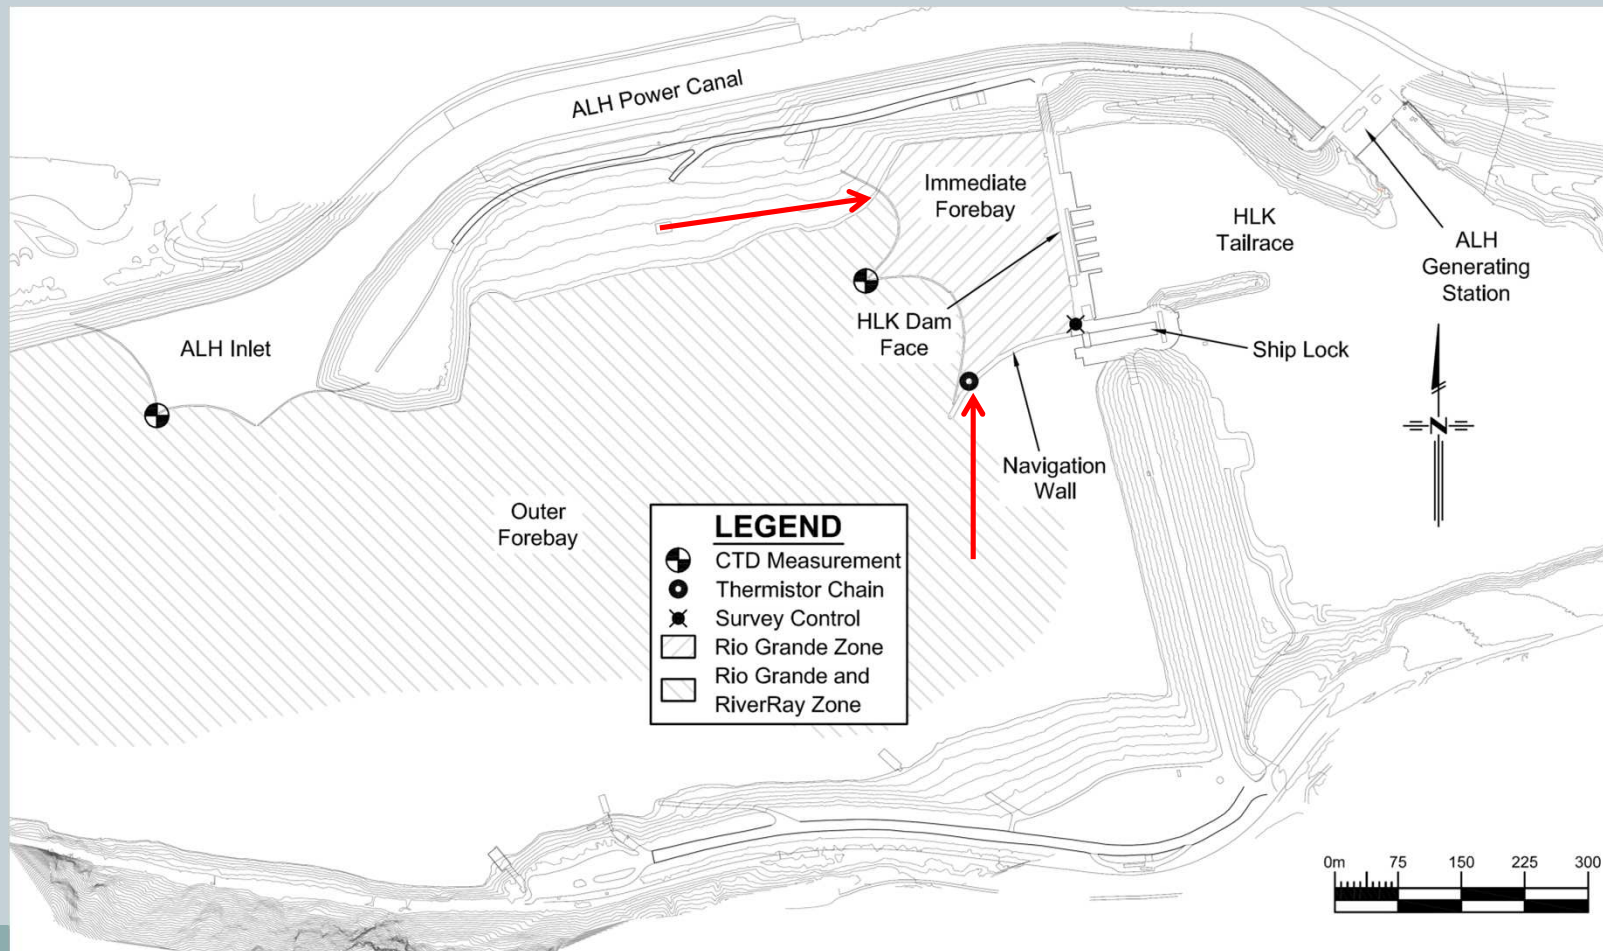 ALH Power Canal
Immediate
Forebay
HLK
Tailrace
ALH
Generating
Station
HLK Dam
Face
ALH Inlet
Ship Lock
Navigation
Wall
N
Outer
Forebay
LEGEND
CTD Measurement
Thermistor Chain
Survey Control
Rio Grande Zone
Rio Grande and
RiverRay Zone
0m 75 150 225 300